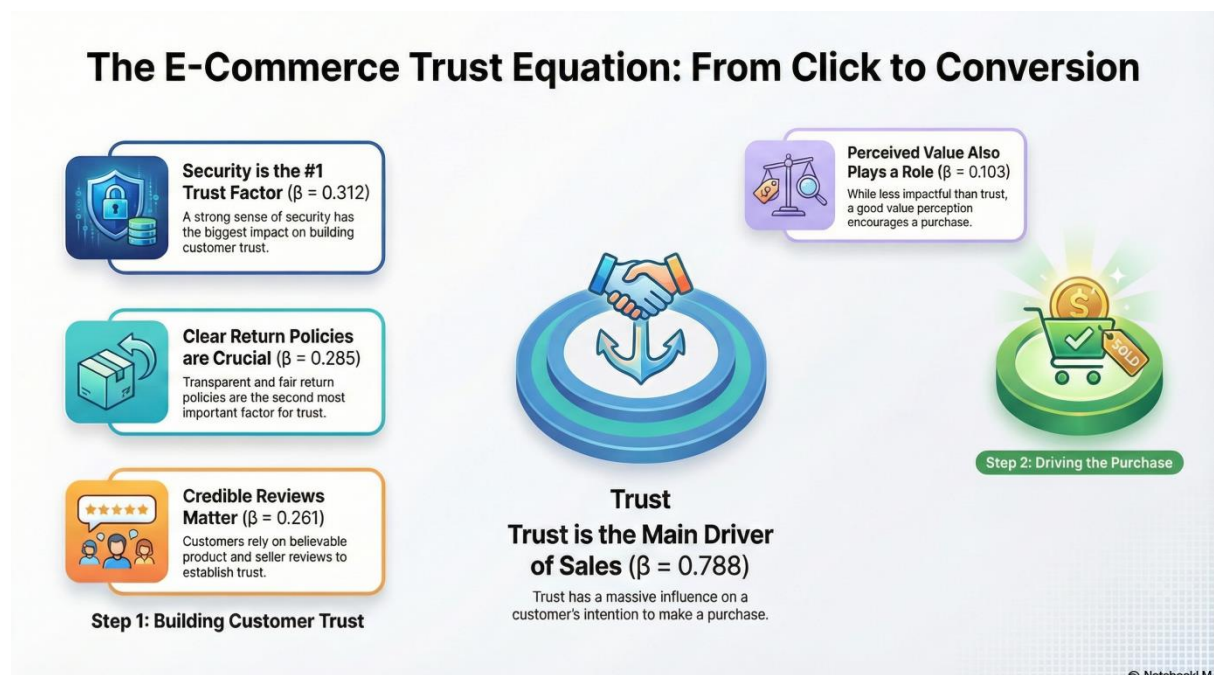 The E-Commerce Trust Equation: From Click to Conversion
Security is the #1
Trust Factor (β = 0.312)
A strong sense of security has
the biggest impact on building
customer trust.
Clear Return Policies
are Crucial (β = 0.285)
Transparent and fair return
policies are the second most
important factor for trust.
Credible Reviews
Matter (β = 0.261)
Customers rely on believable
product and seller reviews to
establish trust.
Step 1: Building Customer Trust
Trust
Trust is the Main Driver
of Sales (β = 0.788)
Trust has a massive influence on a
customer's intention to make a purchase.
Perceived Value Also
Plays a Role (β = 0.103)
While less impactful than trust,
a good value perception
encourages a purchase.
$
SOLD
Step 2: Driving the Purchase
NotebookLM